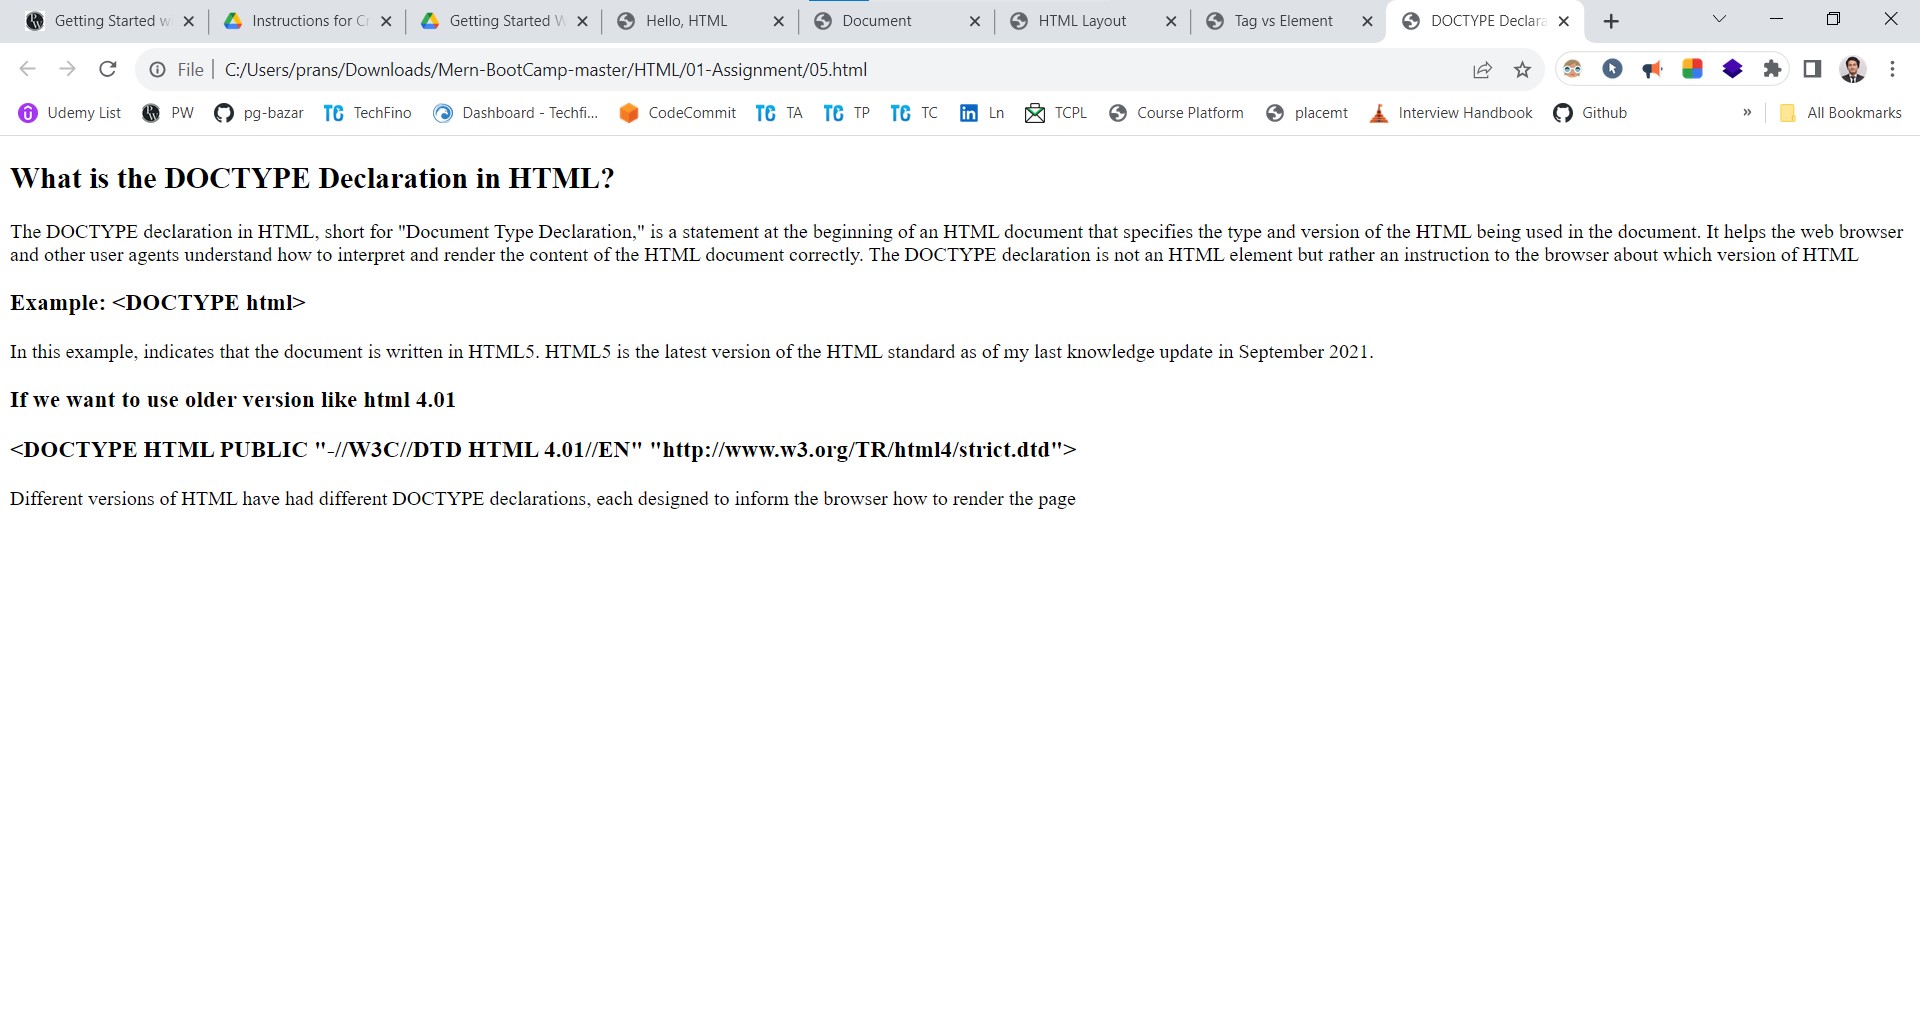 Getting Started w
Instructions for Cr
Getting Started W
Hello, HTML
Document
HTML Layout
Tag vs Element
DOCTYPE Declara
File
C:/Users/prans/Downloads/Mern-BootCamp-master/HTML/01-Assignment/05.html
Udemy List
PW
pg-bazar
TC TechFino
Dashboard - Techfi...
CodeCommit
TC TA
TC TP
TC TC
in Ln
TCPL
Course Platform
placemt
Interview Handbook
Github
»
All Bookmarks
What is the DOCTYPE Declaration in HTML?
The DOCTYPE declaration in HTML, short for "Document Type Declaration," is a statement at the beginning of an HTML document that specifies the type and version of the HTML being used in the document. It helps the web browser
and other user agents understand how to interpret and render the content of the HTML document correctly. The DOCTYPE declaration is not an HTML element but rather an instruction to the browser about which version of HTML
Example: <DOCTYPE html>
In this example, indicates that the document is written in HTML5. HTML5 is the latest version of the HTML standard as of my last knowledge update in September 2021.
If we want to use older version like html 4.01
<DOCTYPE HTML PUBLIC "-//W3C//DTD HTML 4.01//EN" "http://www.w3.org/TR/html4/strict.dtd">
Different versions of HTML have had different DOCTYPE declarations, each designed to inform the browser how to render the page